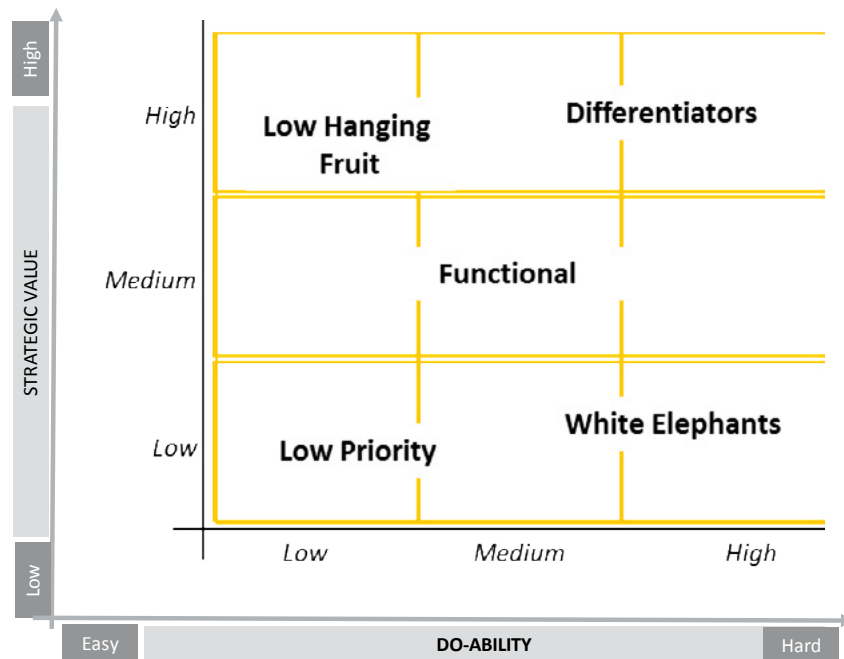 High
High
Low Hanging
Fruit
Differentiators
STRATEGIC VALUE
Medium
Functional
Low
Low Priority
White Elephants
Low
Low
Medium
High
Easy
DO-ABILITY
Hard